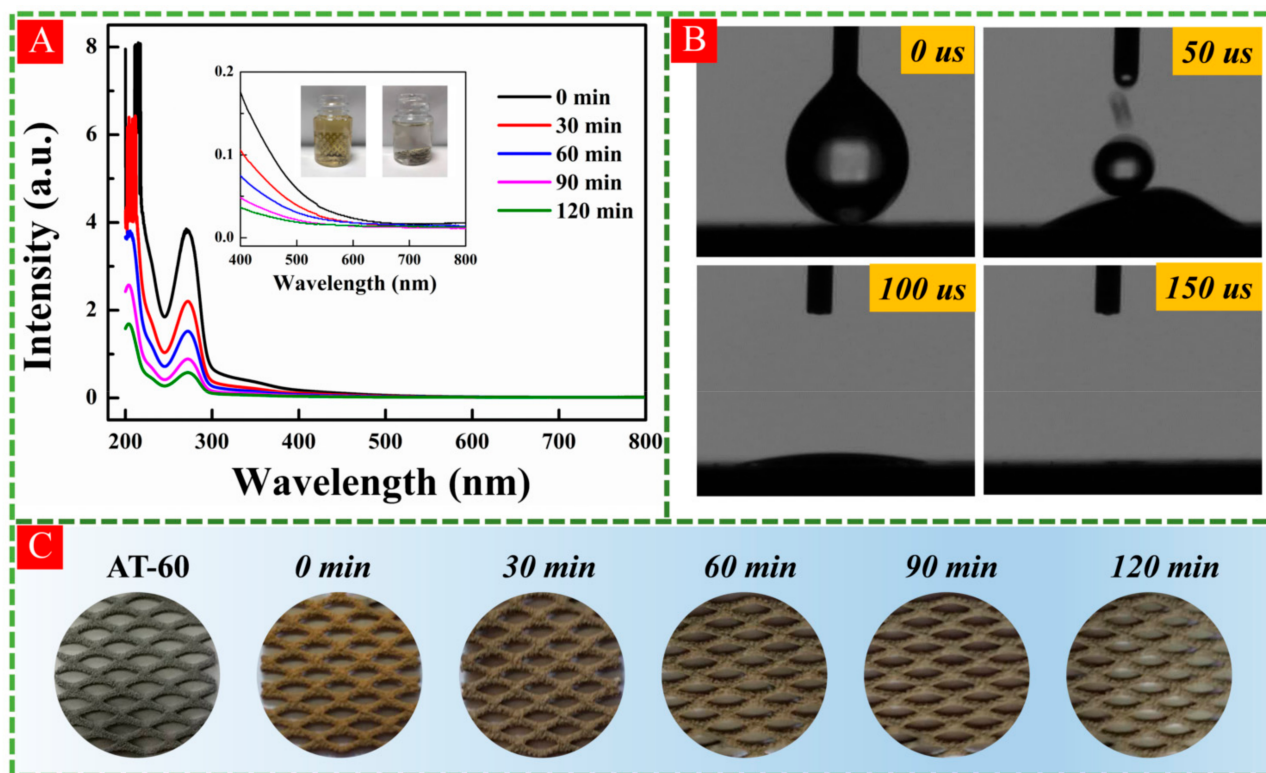 A
Intensity (a.u.)
8
6
4
2
0
200 300 400 500 600 700 800
Wavelength (nm)
0.2
0.1
0.0
400 500 600 700 800
Wavelength (nm)
0 min
30 min
60 min
90 min
120 min
B
0 us
50 us
100 us
150 us
C
AT-60 0 min 30 min 60 min 90 min 120 min